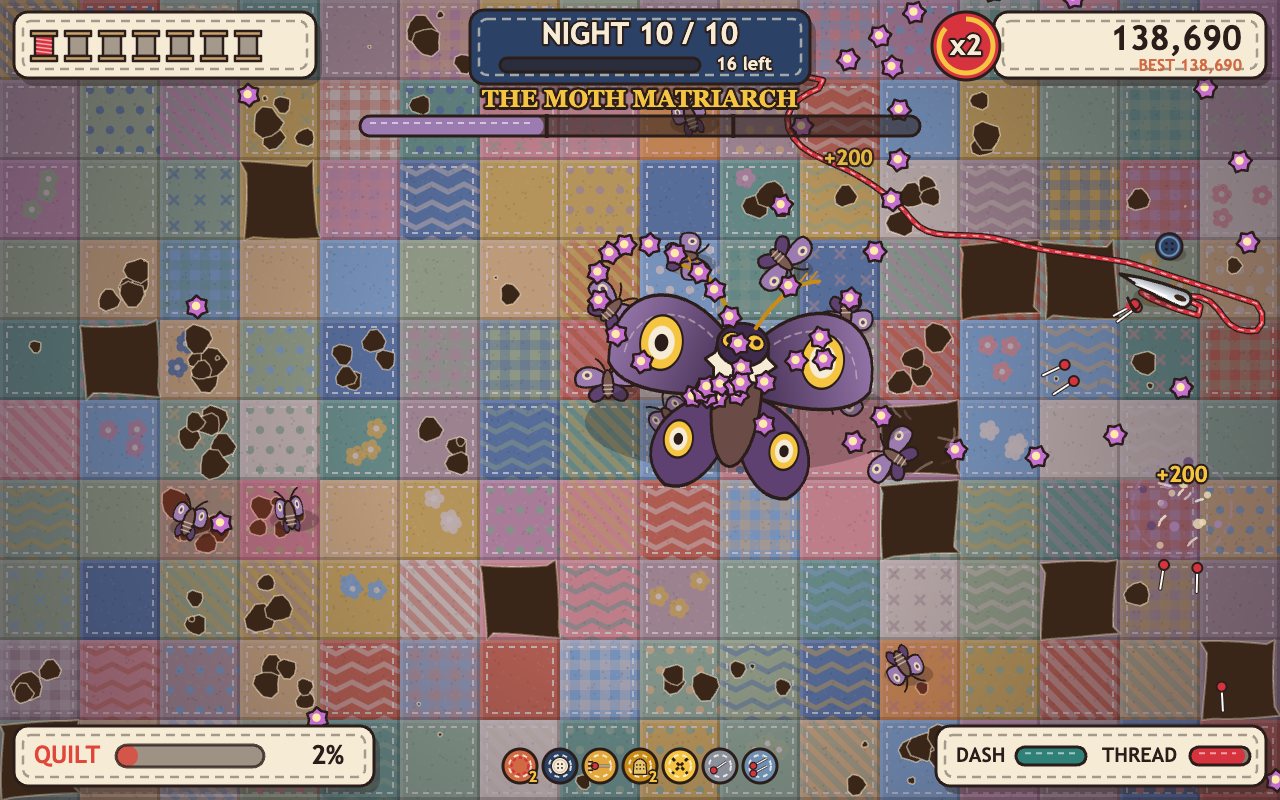 NIGHT 10 / 10
16 left
x2
138,690
BEST 138,690
THE MOTH MATRIARCH
+200
+200
QUILT
2%
2
2
DASH
THREAD